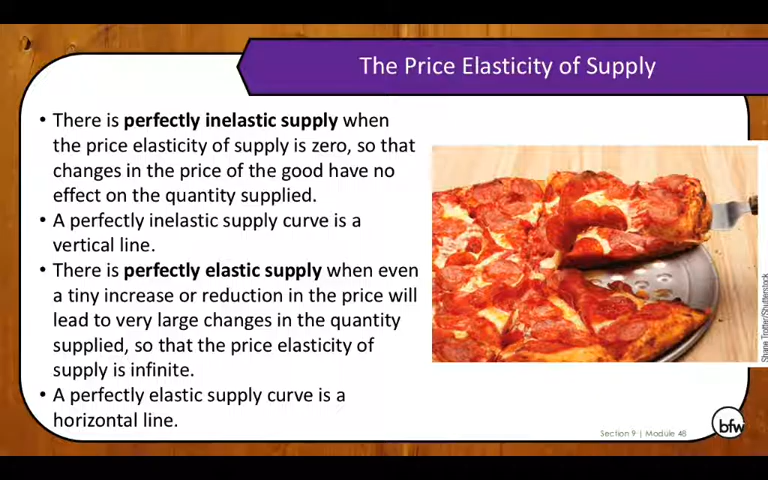 The Price Elasticity of Supply
• There is perfectly inelastic supply when
the price elasticity of supply is zero, so that
changes in the price of the good have no
effect on the quantity supplied.
• A perfectly inelastic supply curve is a
vertical line.
• There is perfectly elastic supply when even
a tiny increase or reduction in the price will
lead to very large changes in the quantity
supplied, so that the price elasticity of
supply is infinite.
• A perfectly elastic supply curve is a
horizontal line.
Shane Trotter/Shutterstock
Section 9 | Module 48
bfw